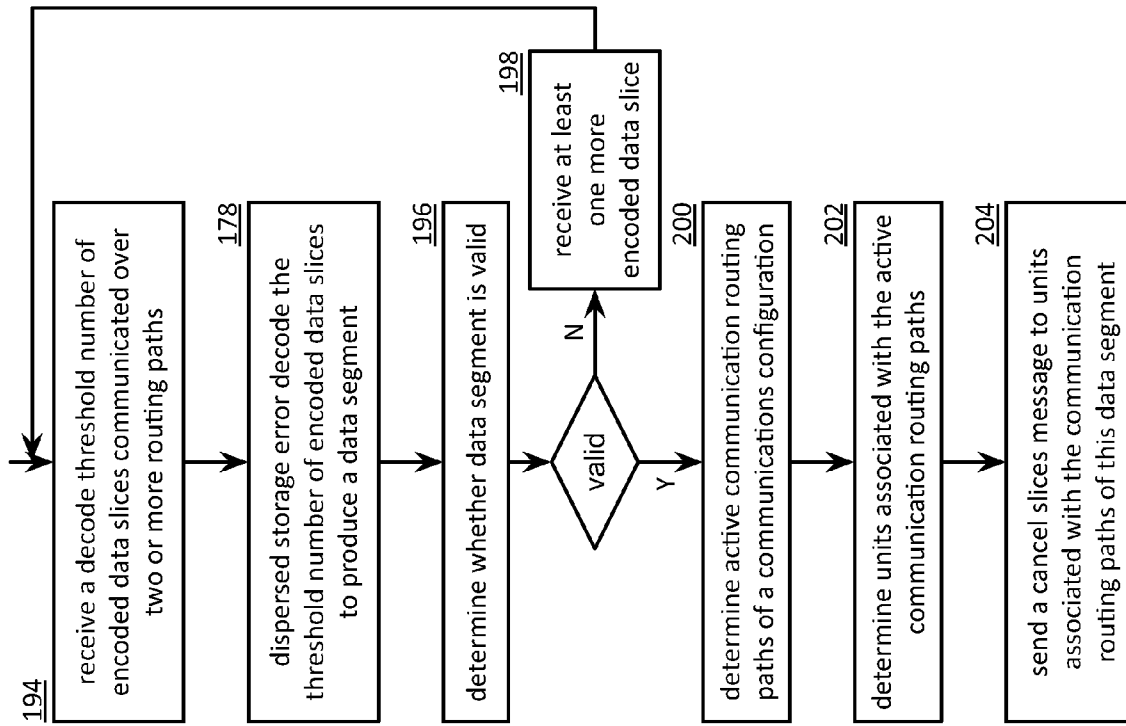 194
receive a decode threshold number of
encoded data slices communicated over
two or more routing paths
178
dispersed storage error decode the
threshold number of encoded data slices
to produce a data segment
196
determine whether data segment is valid
valid
N
Y
198
receive at least
one more
encoded data slice
200
determine active communication routing
paths of a communications configuration
202
determine units associated with the active
communication routing paths
204
send a cancel slices message to units
associated with the communication
routing paths of this data segment